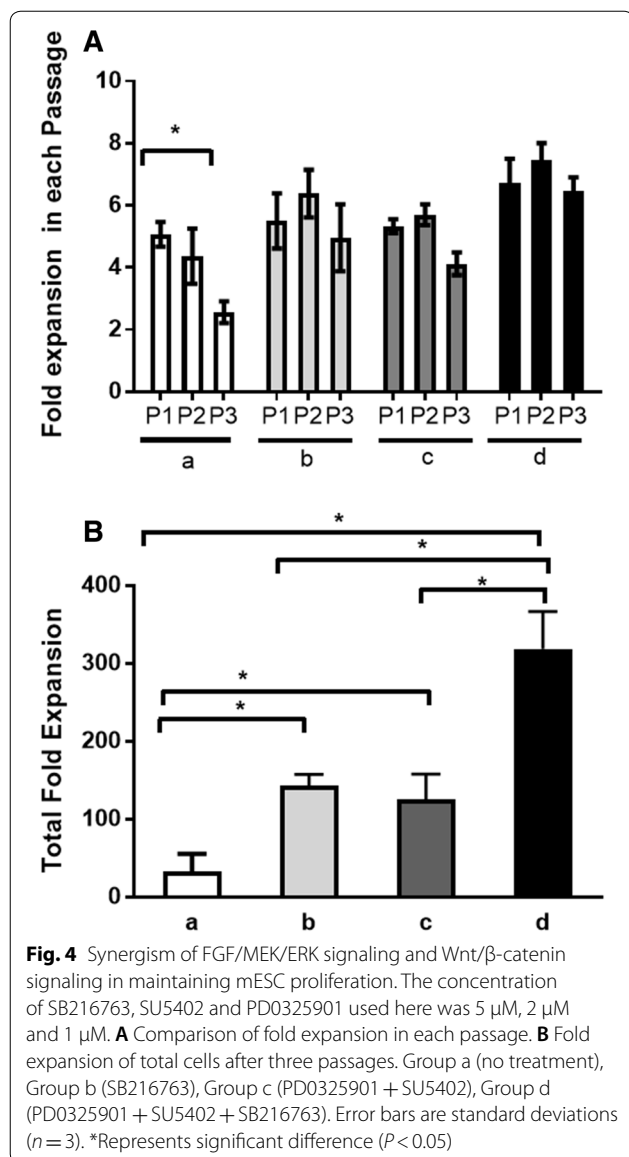 A
Fold expansion in each Passage
10
8
6
4
2
0
*
P1 P2 P3 P1 P2 P3 P1 P2 P3 P1 P2 P3
a b c d
B
Total Fold Expansion
400
300
200
100
0
*
*
*
*
*
a b c d
Fig. 4 Synergism of FGF/MEK/ERK signaling and Wnt/β-catenin
signaling in maintaining mESC proliferation. The concentration
of SB216763, SU5402 and PD0325901 used here was 5 μM, 2 μM
and 1 μM. A Comparison of fold expansion in each passage. B Fold
expansion of total cells after three passages. Group a (no treatment),
Group b (SB216763), Group c (PD0325901 + SU5402), Group d
(PD0325901 + SU5402 + SB216763). Error bars are standard deviations
(n = 3). *Represents significant difference (P < 0.05)